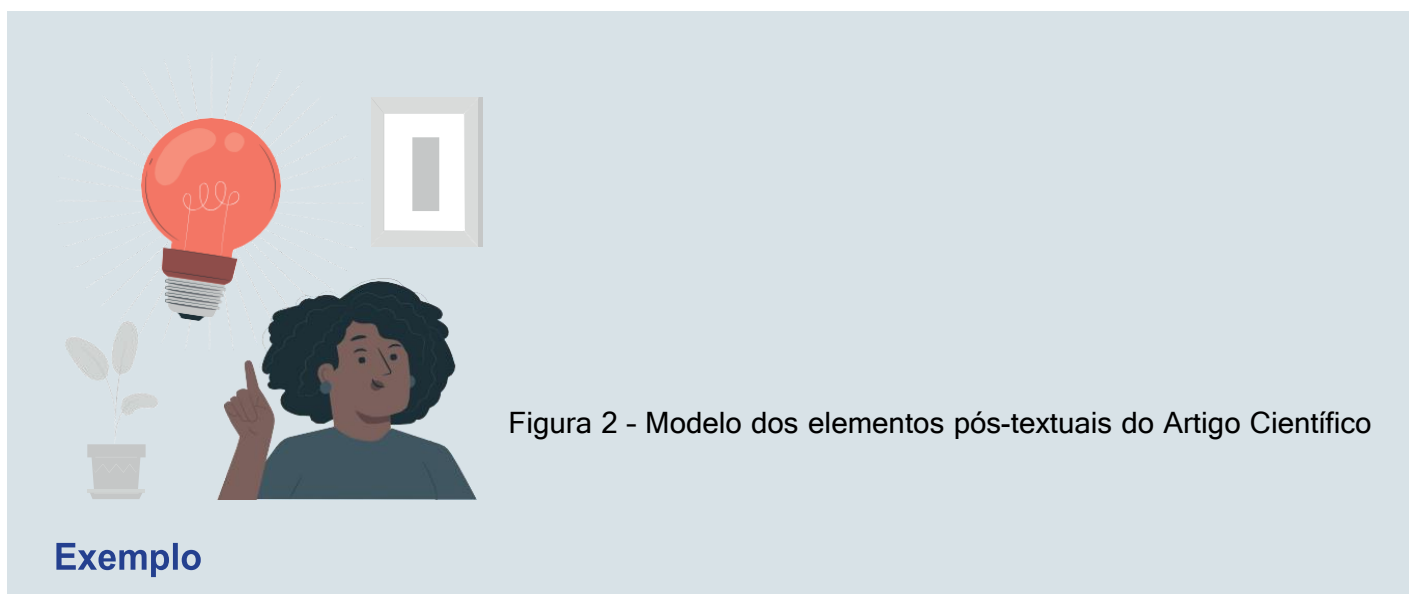 Figura 2 – Modelo dos elementos pós-textuais do Artigo Científico
Exemplo